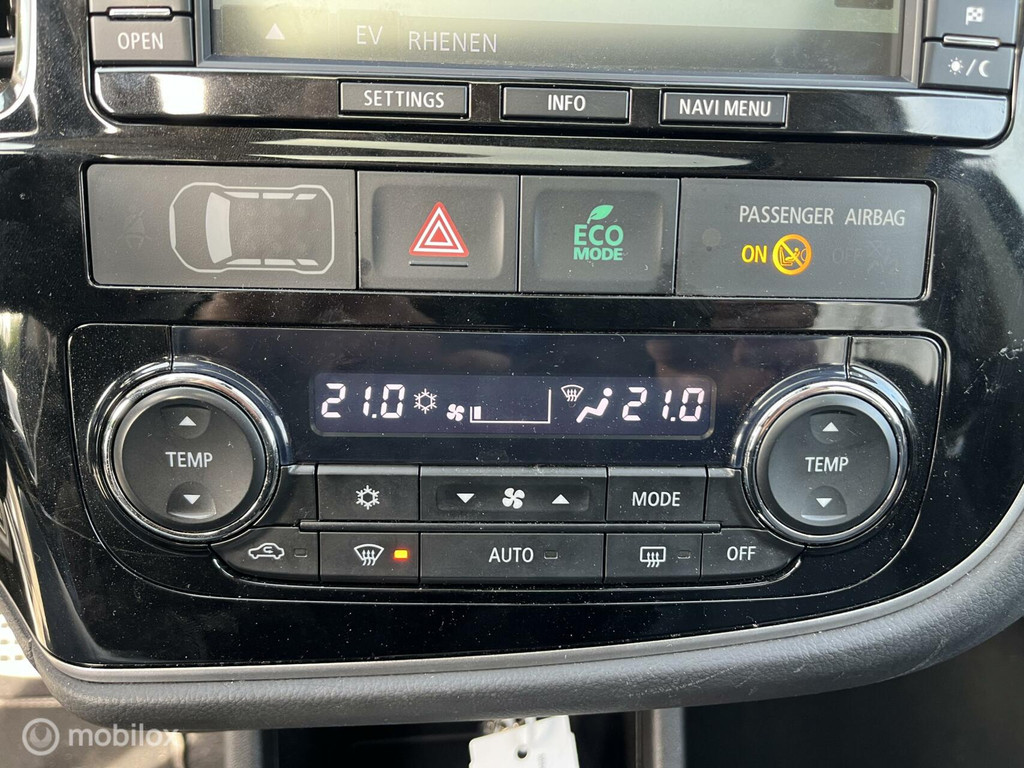 OPEN
EV RHENEN
SETTINGS
INFO
NAVI MENU
ECO
MODE
PASSENGER AIRBAG
ON
OFF
21.0
21.0
TEMP
TEMP
MODE
AUTO
OFF
mobilox